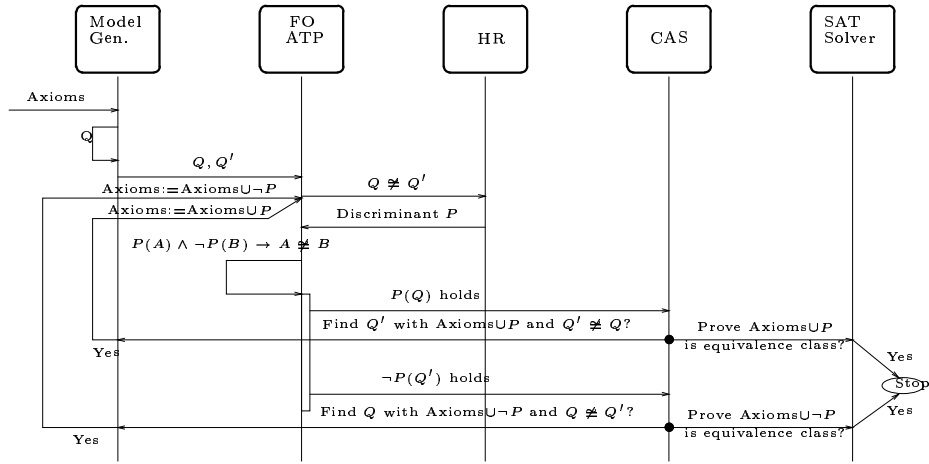 Model
Gen.
FO
ATP
HR
CAS
SAT
Solver
Axioms
Q
Q, Q′
Axioms:=Axioms∪¬P
Q ≇ Q′
Axioms:=Axioms∪P
Discriminant P
P(A) ∧ ¬P(B) → A ≇ B
P(Q) holds
Find Q′ with Axioms∪P and Q′ ≇ Q?
Prove Axioms∪P
is equivalence class?
Yes
Yes
Stop
¬P(Q′) holds
Find Q with Axioms∪¬P and Q ≇ Q′?
Prove Axioms∪¬P
is equivalence class?
Yes
Yes